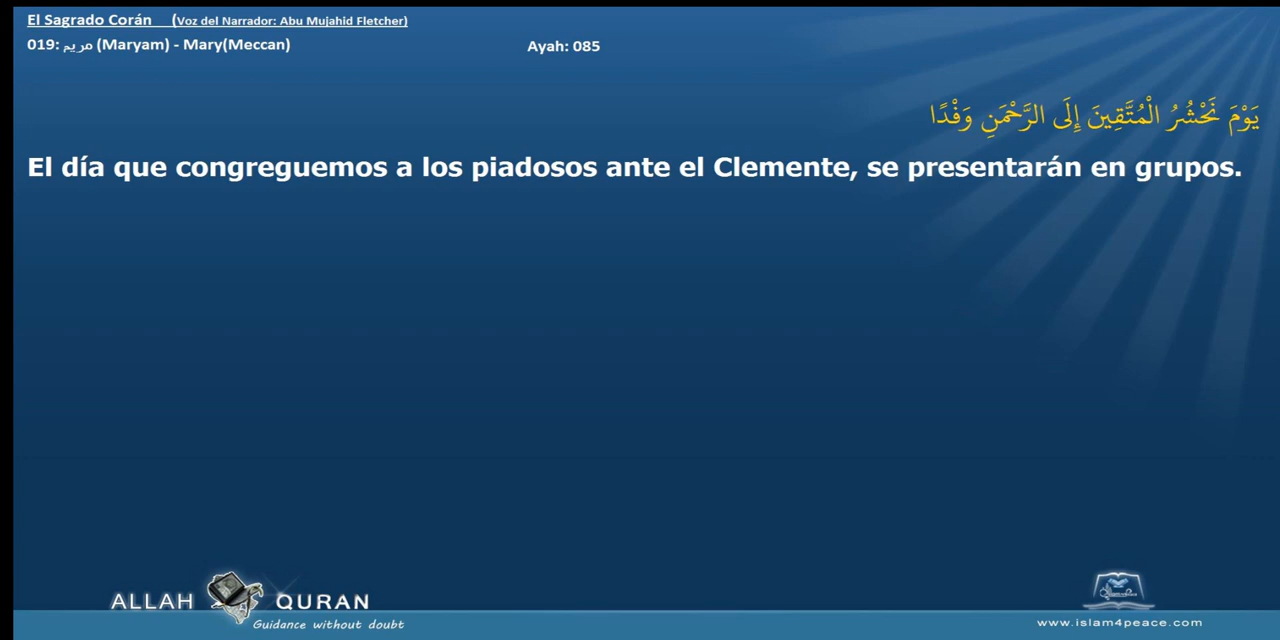 El Sagrado Corán (Voz del Narrador: Abu Mujahid Fletcher)
019: مريم (Maryam) - Mary(Meccan)
Ayah: 085
يَوْمَ نَحْشُرُ الْمُتَّقِينَ إِلَى الرَّحْمَنِ وَفْدًا
El día que congreguemos a los piadosos ante el Clemente, se presentarán en grupos.
ALLAH QURAN
Guidance without doubt
www.islam4peace.com